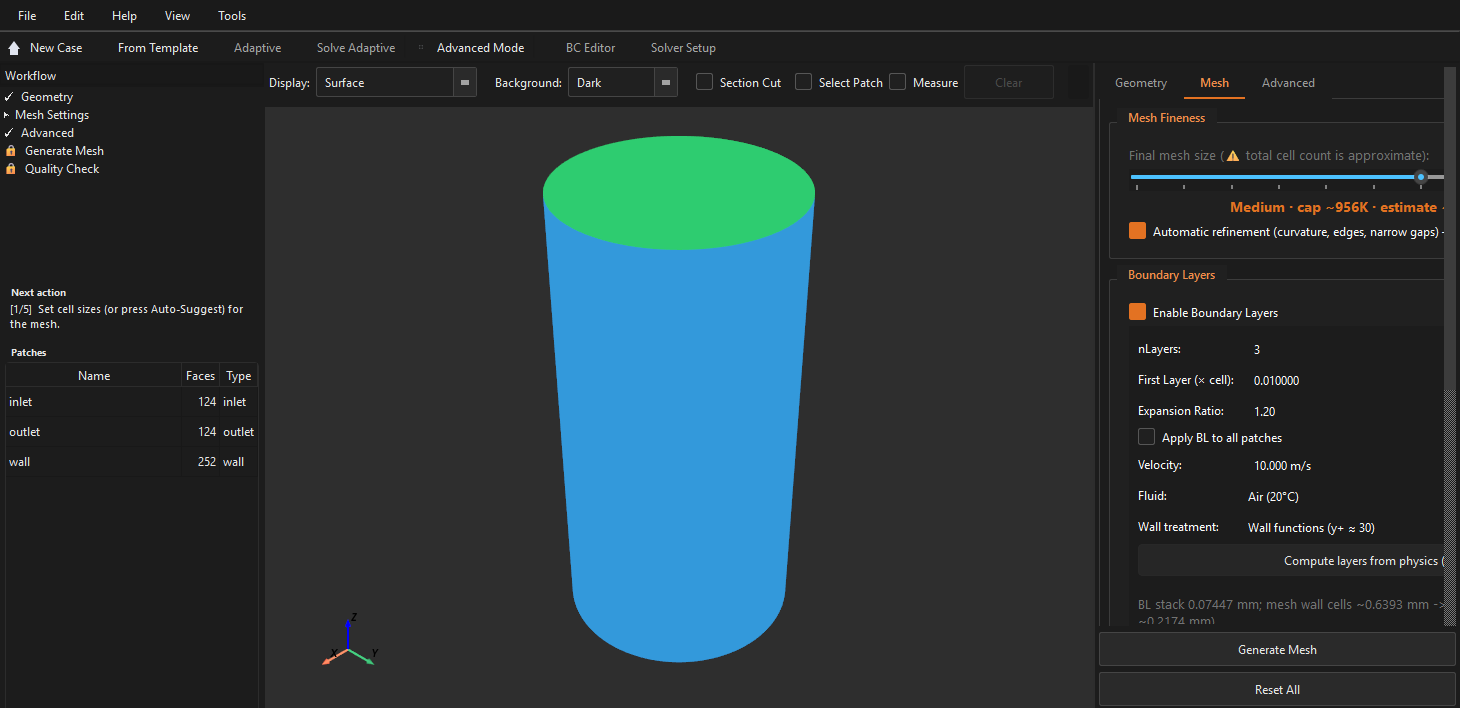 File Edit Help View Tools
New Case From Template Adaptive Solve Adaptive Advanced Mode BC Editor Solver Setup
Workflow
✓ Geometry
Mesh Settings
✓ Advanced
Generate Mesh
Quality Check
Next action
[1/5] Set cell sizes (or press Auto-Suggest) for
the mesh.
Patches
Name Faces Type
inlet 124 inlet
outlet 124 outlet
wall 252 wall
Display: Surface Background: Dark Section Cut Select Patch Measure Clear
Z
X Y
Geometry Mesh Advanced
Mesh Fineness
Final mesh size (⚠ total cell count is approximate):
Medium · cap ~956K · estimate
Automatic refinement (curvature, edges, narrow gaps)
Boundary Layers
Enable Boundary Layers
nLayers: 3
First Layer (× cell): 0.010000
Expansion Ratio: 1.20
Apply BL to all patches
Velocity: 10.000 m/s
Fluid: Air (20°C)
Wall treatment: Wall functions (y+ ≈ 30)
Compute layers from physics (
BL stack 0.07447 mm; mesh wall cells ~0.6393 mm ->
~0.2174 mm)
Generate Mesh
Reset All